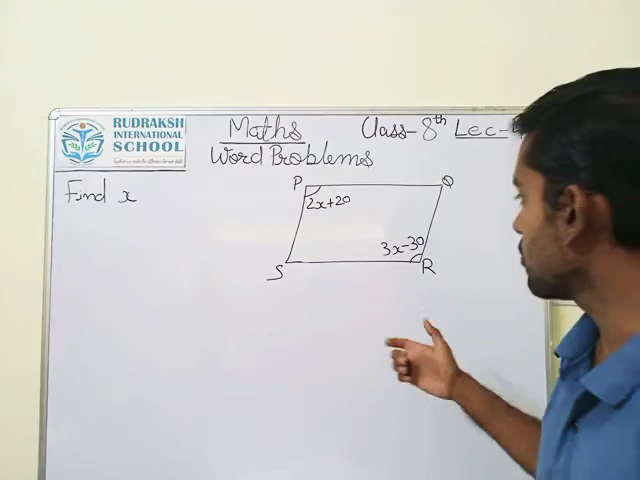 RUDRAKSH
INTERNATIONAL
SCHOOL
Maths
Class-8th Lec-
Word Problems
Find x
P
Q
2x+20
3x-30
S
R